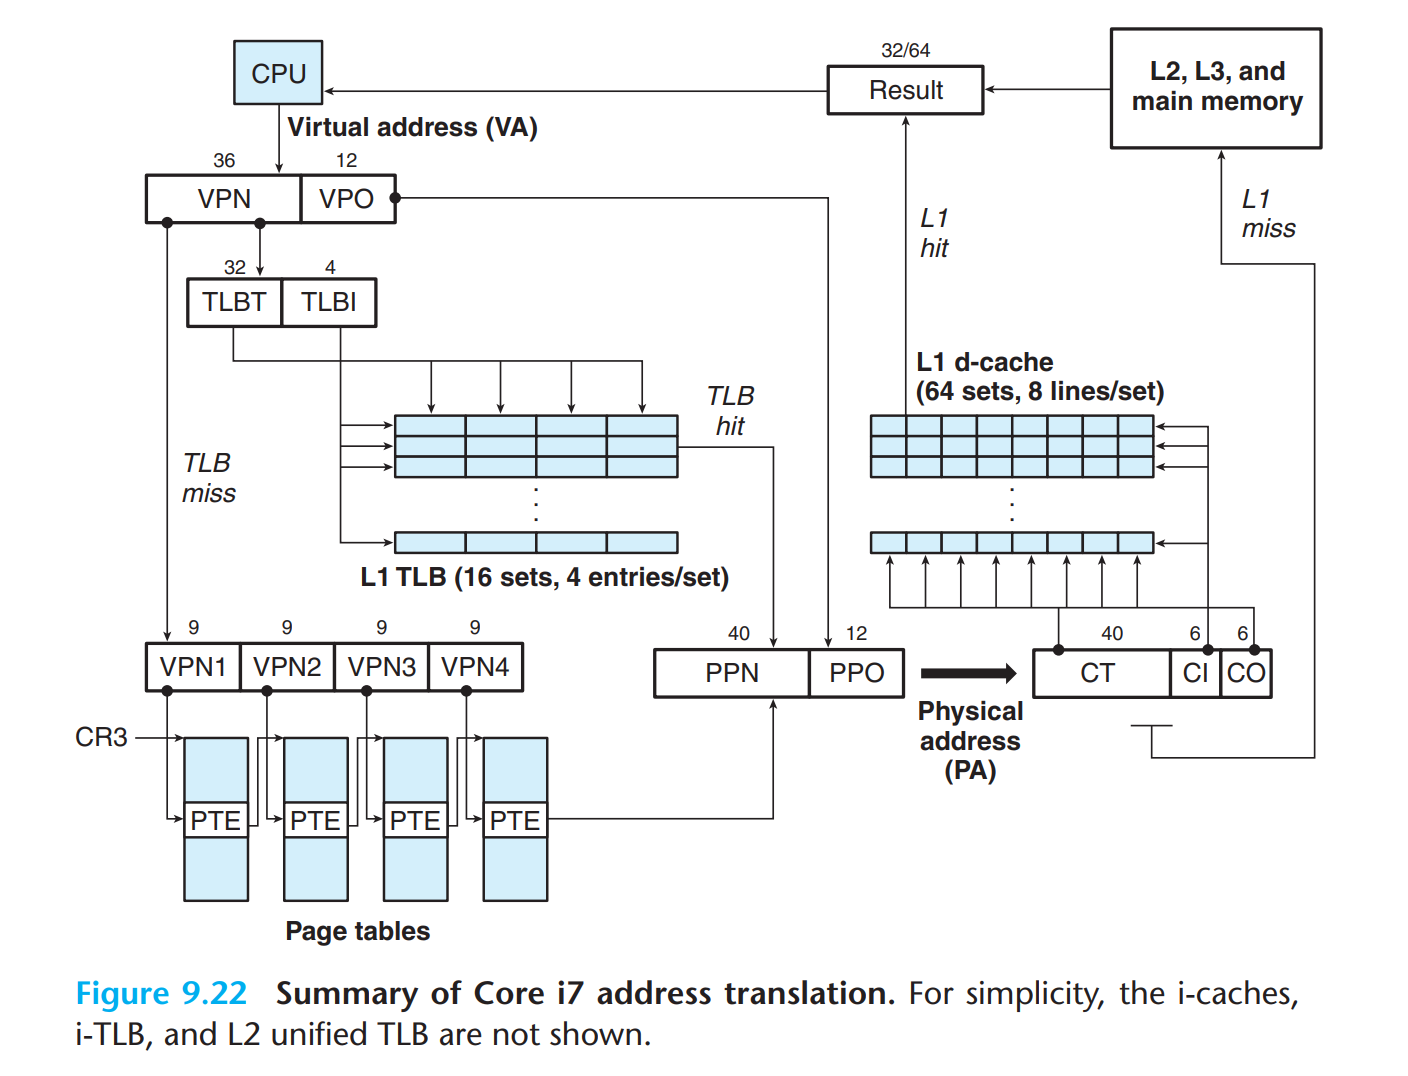 CPU
32/64
Result
L2, L3, and
main memory
Virtual address (VA)
36
12
VPN
VPO
L1
hit
L1
miss
32
4
TLBT
TLBI
TLB
hit
L1 d-cache
(64 sets, 8 lines/set)
TLB
miss
L1 TLB (16 sets, 4 entries/set)
9
9
9
9
VPN1
VPN2
VPN3
VPN4
40
12
PPN
PPO
40
6
6
CT
CI
CO
Physical
address
(PA)
CR3
PTE
PTE
PTE
PTE
Page tables
Figure 9.22 Summary of Core i7 address translation. For simplicity, the i-caches,
i-TLB, and L2 unified TLB are not shown.